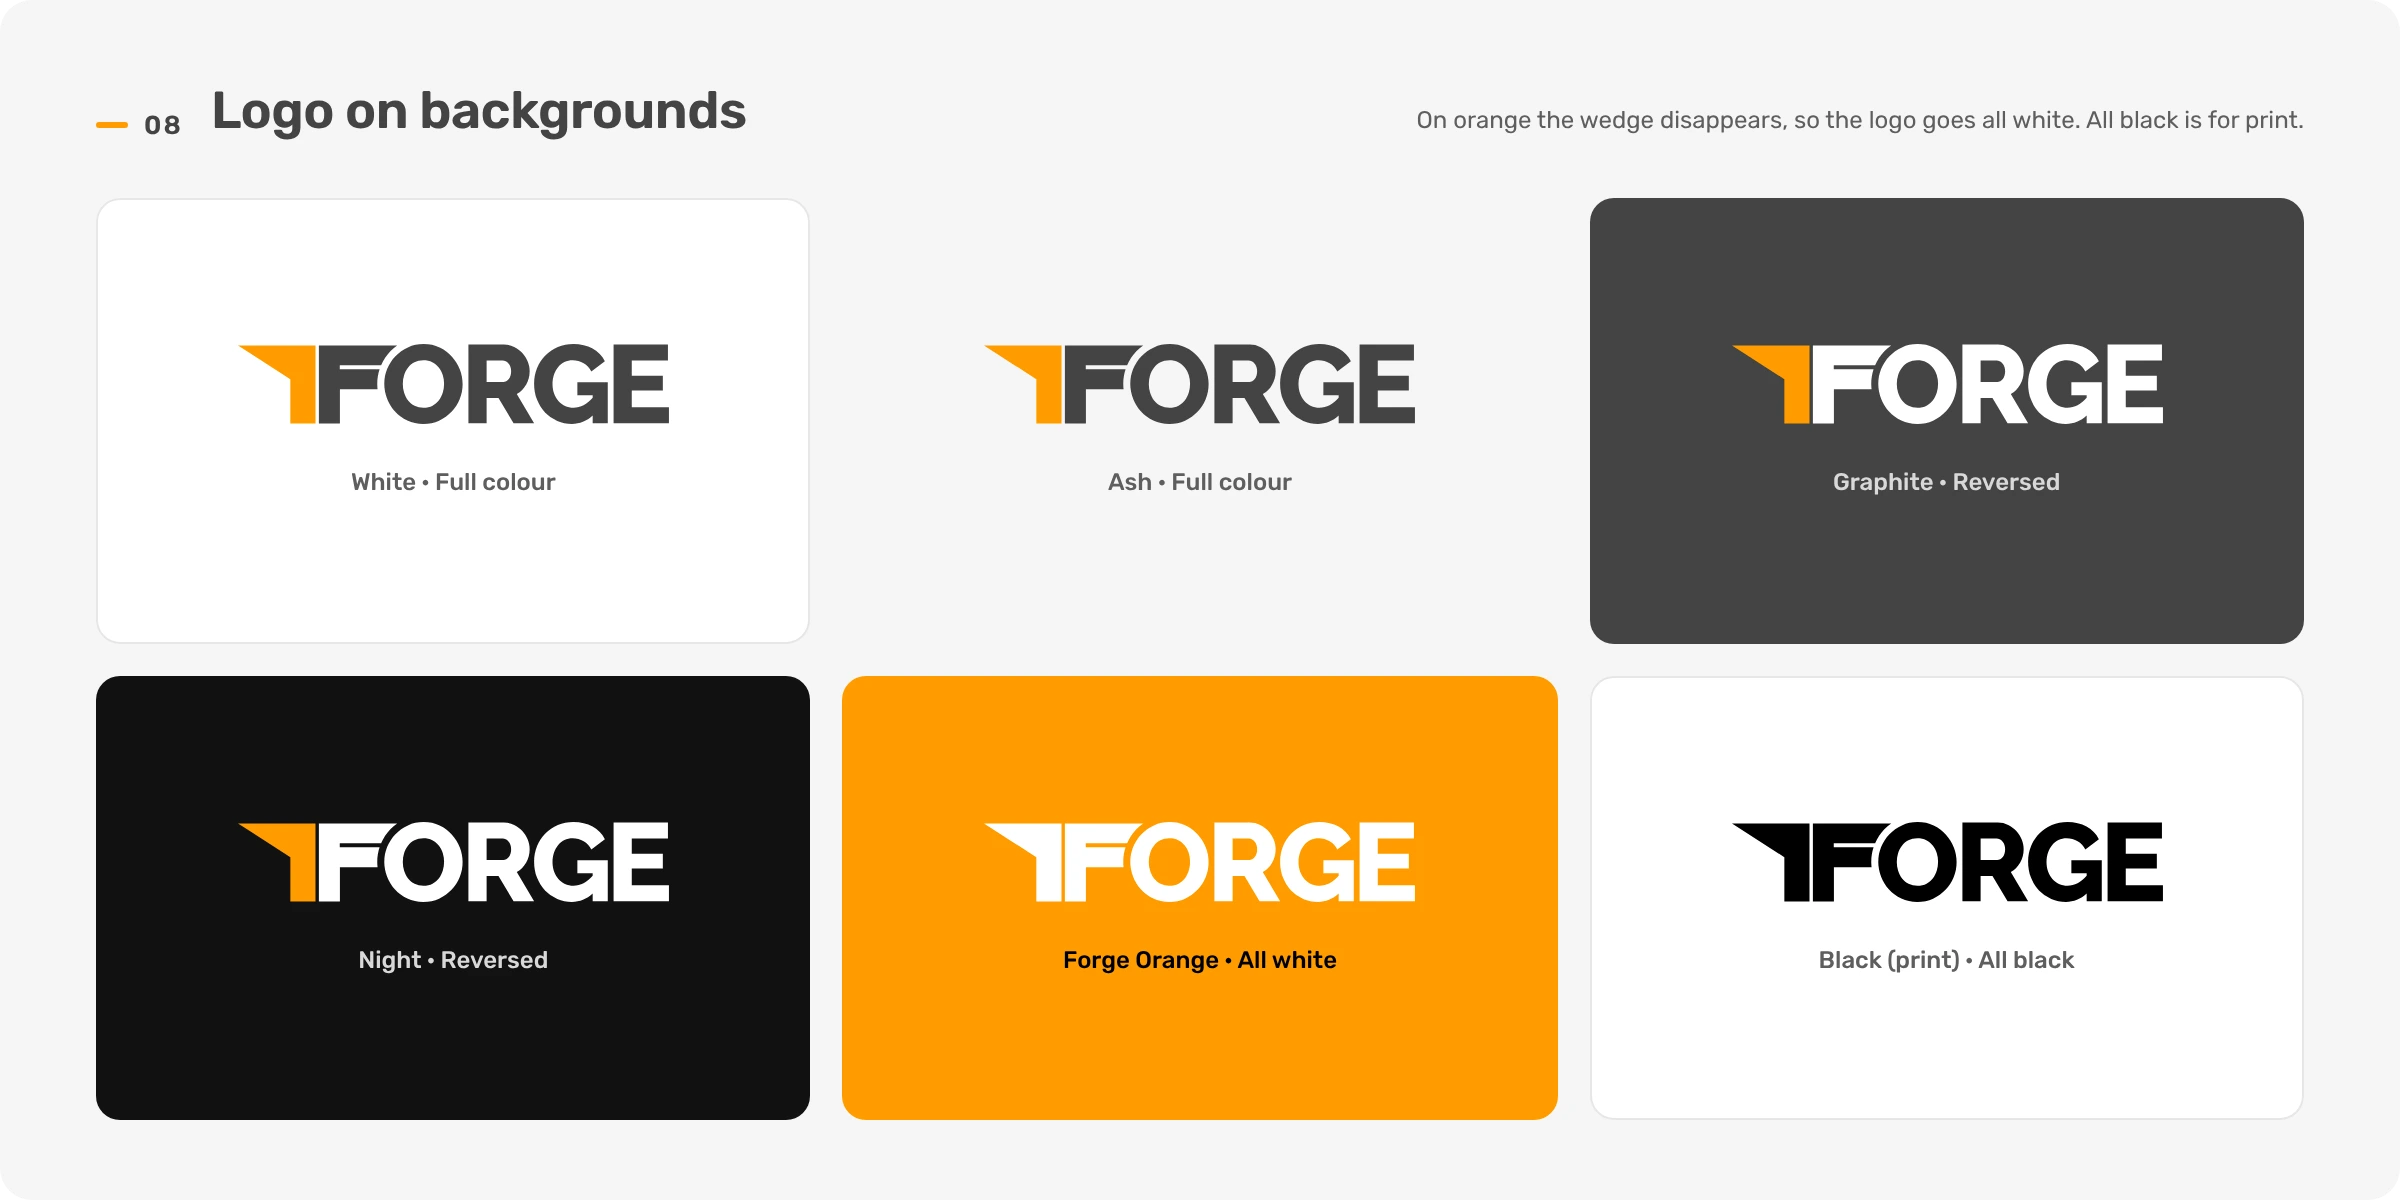 08 Logo on backgrounds
On orange the wedge disappears, so the logo goes all white. All black is for print.
FORGE
White • Full colour
FORGE
Ash • Full colour
FORGE
Graphite • Reversed
FORGE
Night • Reversed
FORGE
Forge Orange • All white
FORGE
Black (print) • All black